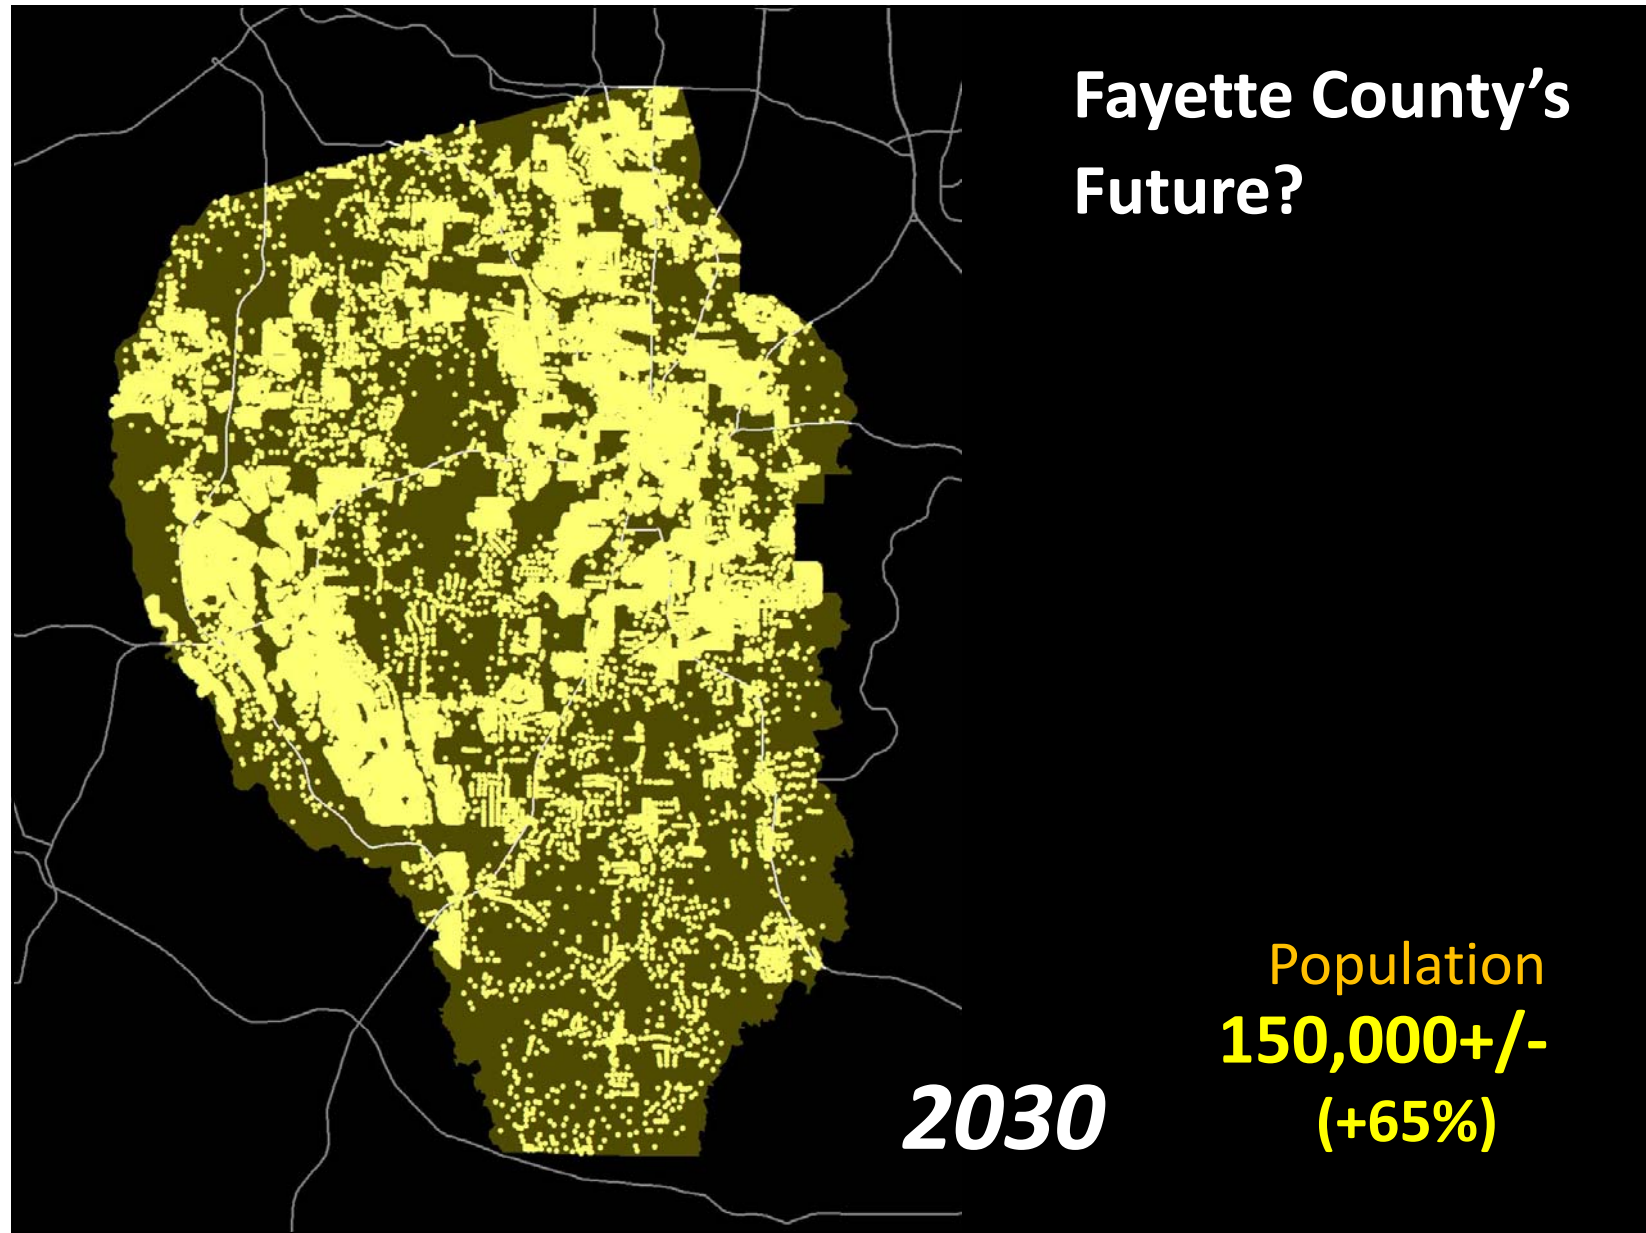 Fayette County’s
Future?
Population
150,000+/-
2030
(+65%)